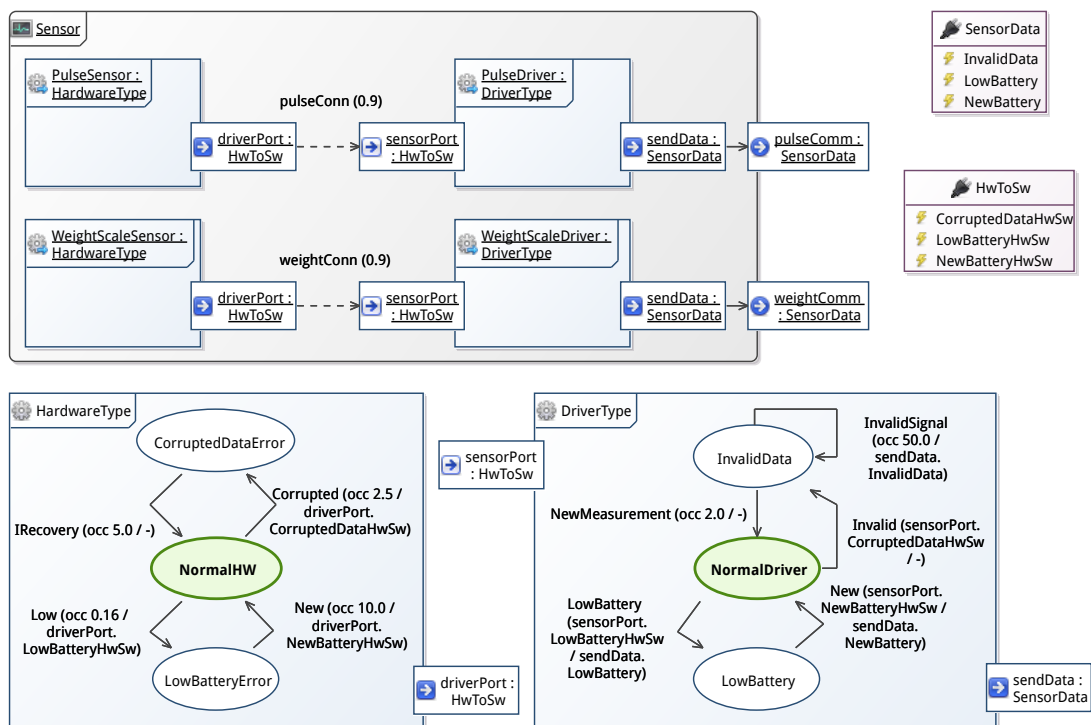 Sensor
PulseSensor :
HardwareType
pulseConn (0.9)
driverPort :
HwToSw
sensorPort
: HwToSw
PulseDriver :
DriverType
sendData :
SensorData
pulseComm :
SensorData
WeightScaleSensor :
HardwareType
weightConn (0.9)
driverPort :
HwToSw
sensorPort
: HwToSw
WeightScaleDriver :
DriverType
sendData :
SensorData
weightComm
: SensorData
SensorData
InvalidData
LowBattery
NewBattery
HwToSw
CorruptedDataHwSw
LowBatteryHwSw
NewBatteryHwSw
HardwareType
CorruptedDataError
IRecovery (occ 5.0 / -)
Corrupted (occ 2.5 /
driverPort.
CorruptedDataHwSw)
NormalHW
Low (occ 0.16 /
driverPort.
LowBatteryHwSw)
New (occ 10.0 /
driverPort.
NewBatteryHwSw)
LowBatteryError
driverPort :
HwToSw
DriverType
sensorPort
: HwToSw
InvalidData
InvalidSignal
(occ 50.0 /
sendData.
InvalidData)
NewMeasurement (occ 2.0 / -)
Invalid (sensorPort.
CorruptedDataHwSw
/ -)
NormalDriver
LowBattery
(sensorPort.
LowBatteryHwSw
/ sendData.
LowBattery)
New (sensorPort.
NewBatteryHwSw /
sendData.
NewBattery)
LowBattery
sendData :
SensorData